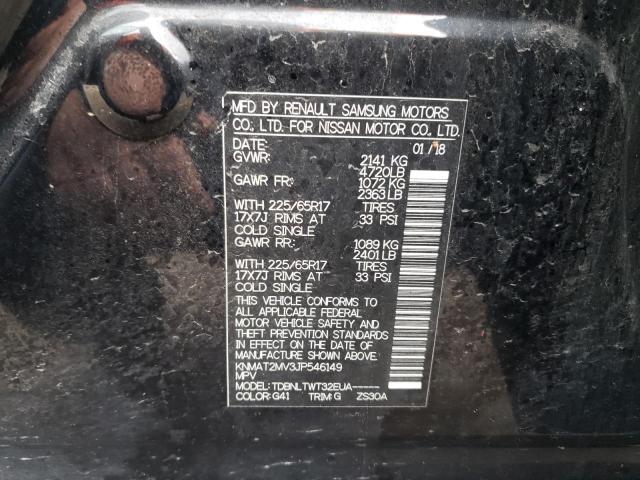 MFD BY RENAULT SAMSUNG MOTORS
CO; LTD. FOR NISSAN MOTOR CO., LTD.
DATE: 01/18
GVWR: 2141 KG
4720LB
GAWR FR: 1072 KG
2363LB
WITH 225/65R17 TIRES
17X7J RIMS AT 33 PSI
COLD SINGLE
GAWR RR: 1089 KG
2401LB
WITH 225/65R17 TIRES
17X7J RIMS AT 33 PSI
COLD SINGLE
THIS VEHICLE CONFORMS TO
ALL APPLICABLE FEDERAL
MOTOR VEHICLE SAFETY AND
THEFT PREVENTION STANDARDS
IN EFFECT ON THE DATE OF
MANUFACTURE SHOWN ABOVE.
KNMAT2MV3JP546149
MPV
MODEL: TDBNLTWT32EUA-----
COLOR: G41 TRIM: G ZS30A